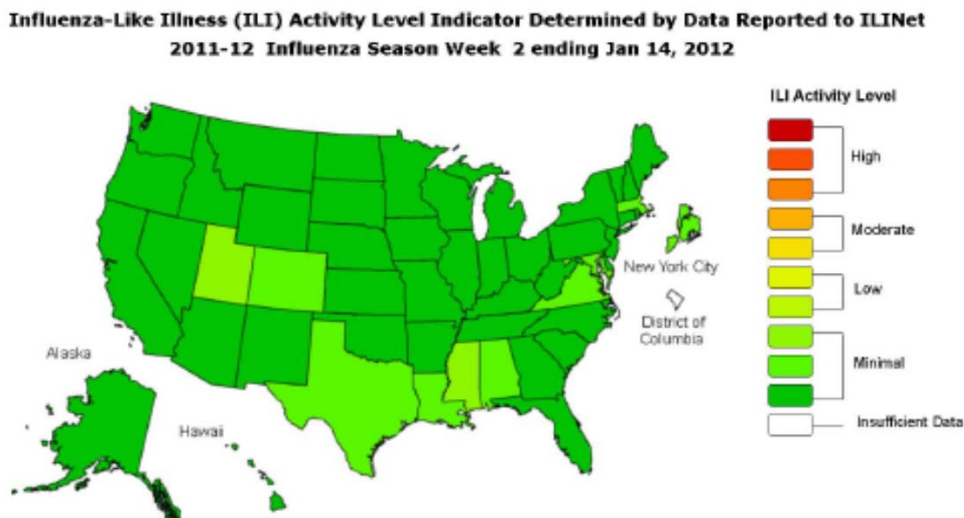 Influenza-Like Illness (ILI) Activity Level Indicator Determined by Data Reported to ILINet
2011-12 Influenza Season Week 2 ending Jan 14, 2012
ILI Activity Level
High
Moderate
Low
Minimal
Insufficient Data
New York City
District of
Columbia
Alaska
Hawaii